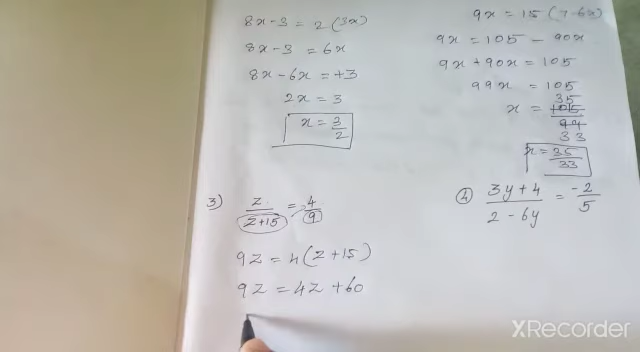 8x-3 = 2(3x)
8x-3 = 6x
8x-6x = +3
2x = 3
x = 3/2
9x = 15(7-6x)
9x = 105 - 90x
9x+90x = 105
99x = 105
35
x = 105/99
33
x = 35/33
3) z/(z+15) = 4/9
9z = 4(z+15)
9z = 4z+60
4) (3y+4)/(2-6y) = -2/5
XRecorder